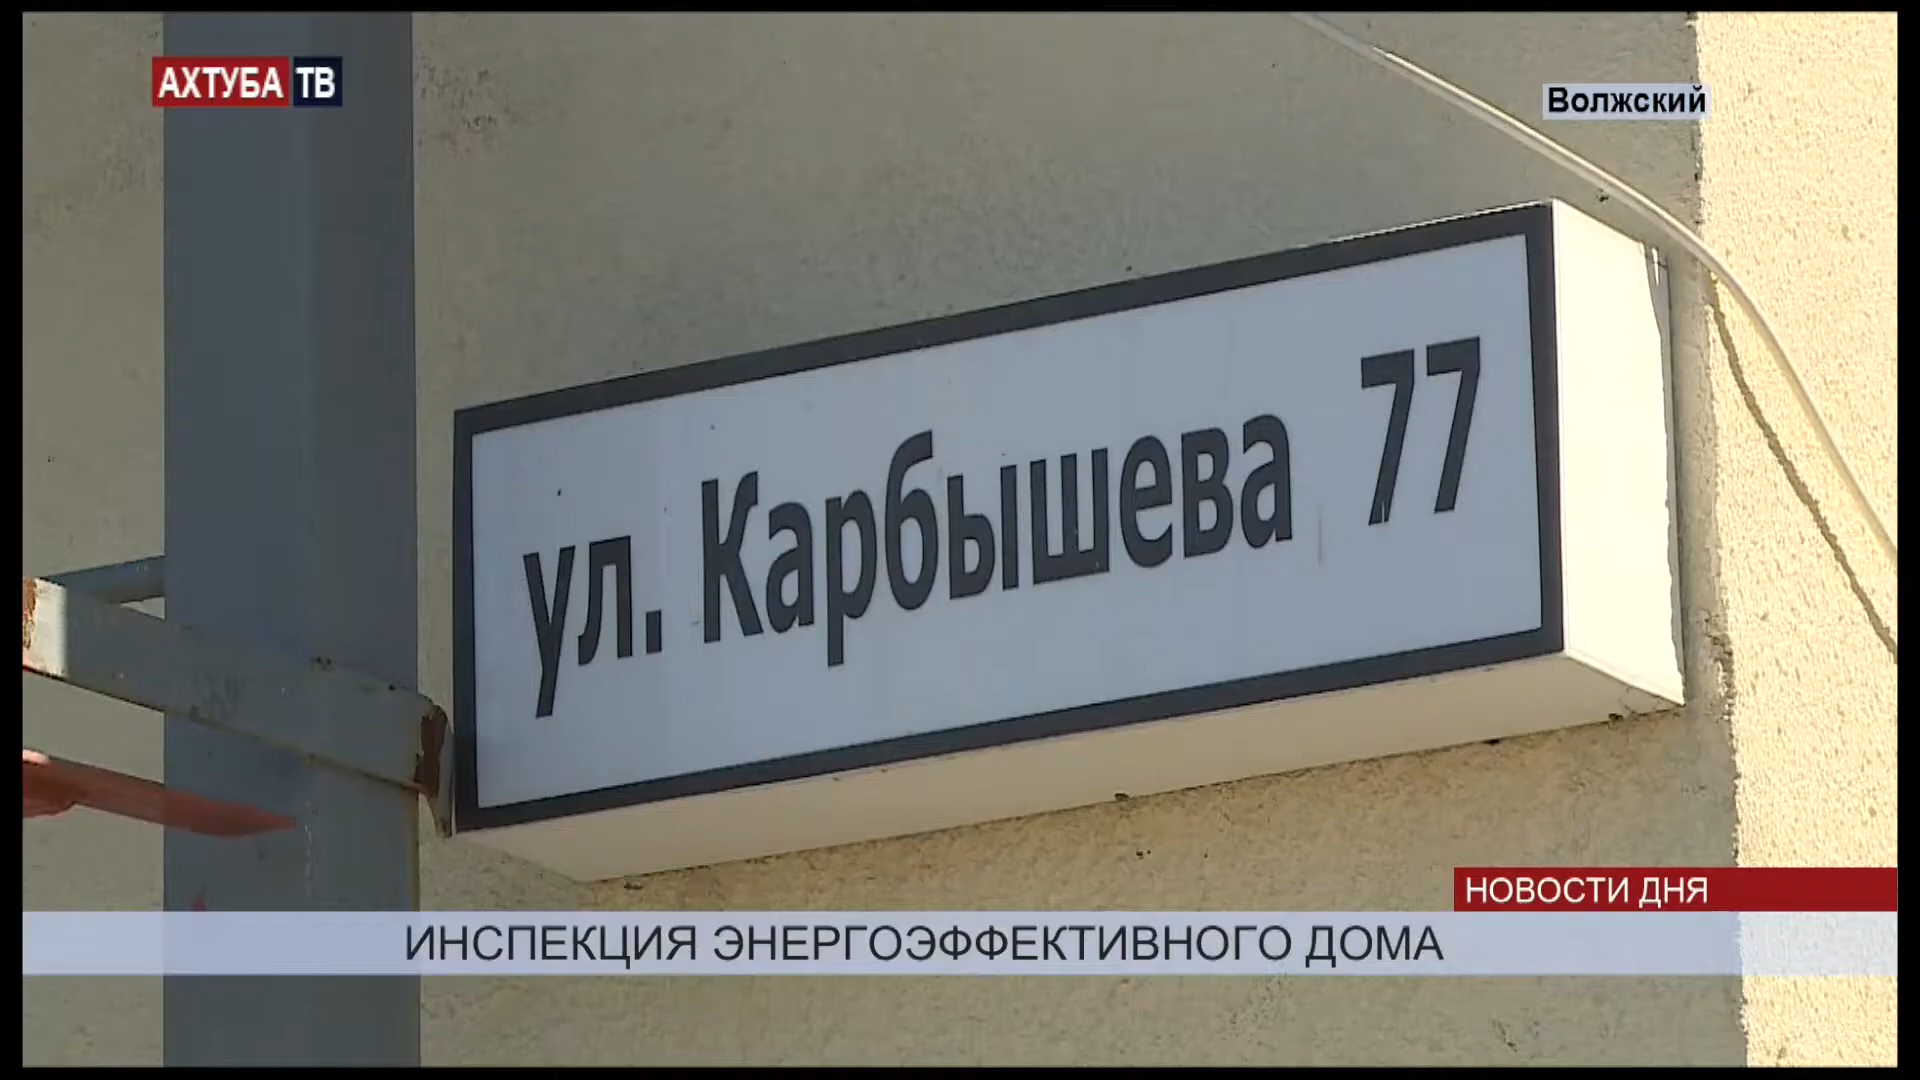 АХТУБА ТВ
Волжский
ул. Карбышева 77
НОВОСТИ ДНЯ
ИНСПЕКЦИЯ ЭНЕРГОЭФФЕКТИВНОГО ДОМА